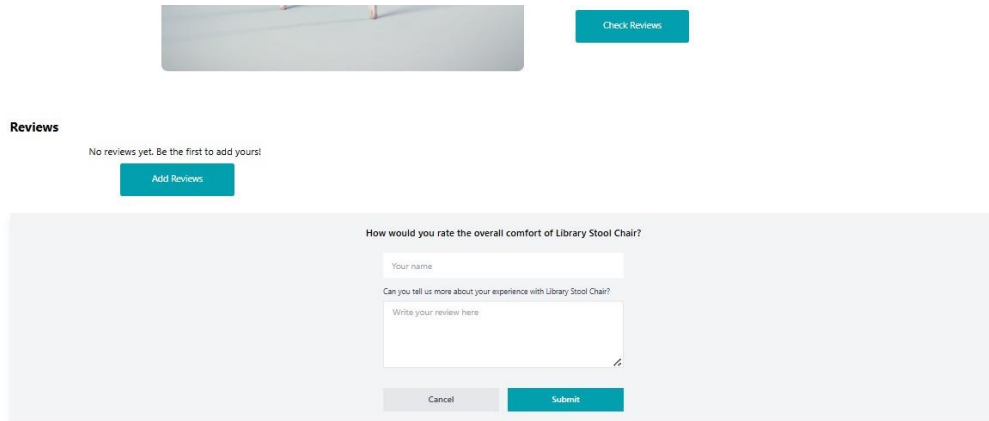 Check Reviews
Reviews
No reviews yet. Be the first to add yours!
Add Reviews
How would you rate the overall comfort of Library Stool Chair?
Your name
Can you tell us more about your experience with Library Stool Chair?
Write your review here
Cancel
Submit